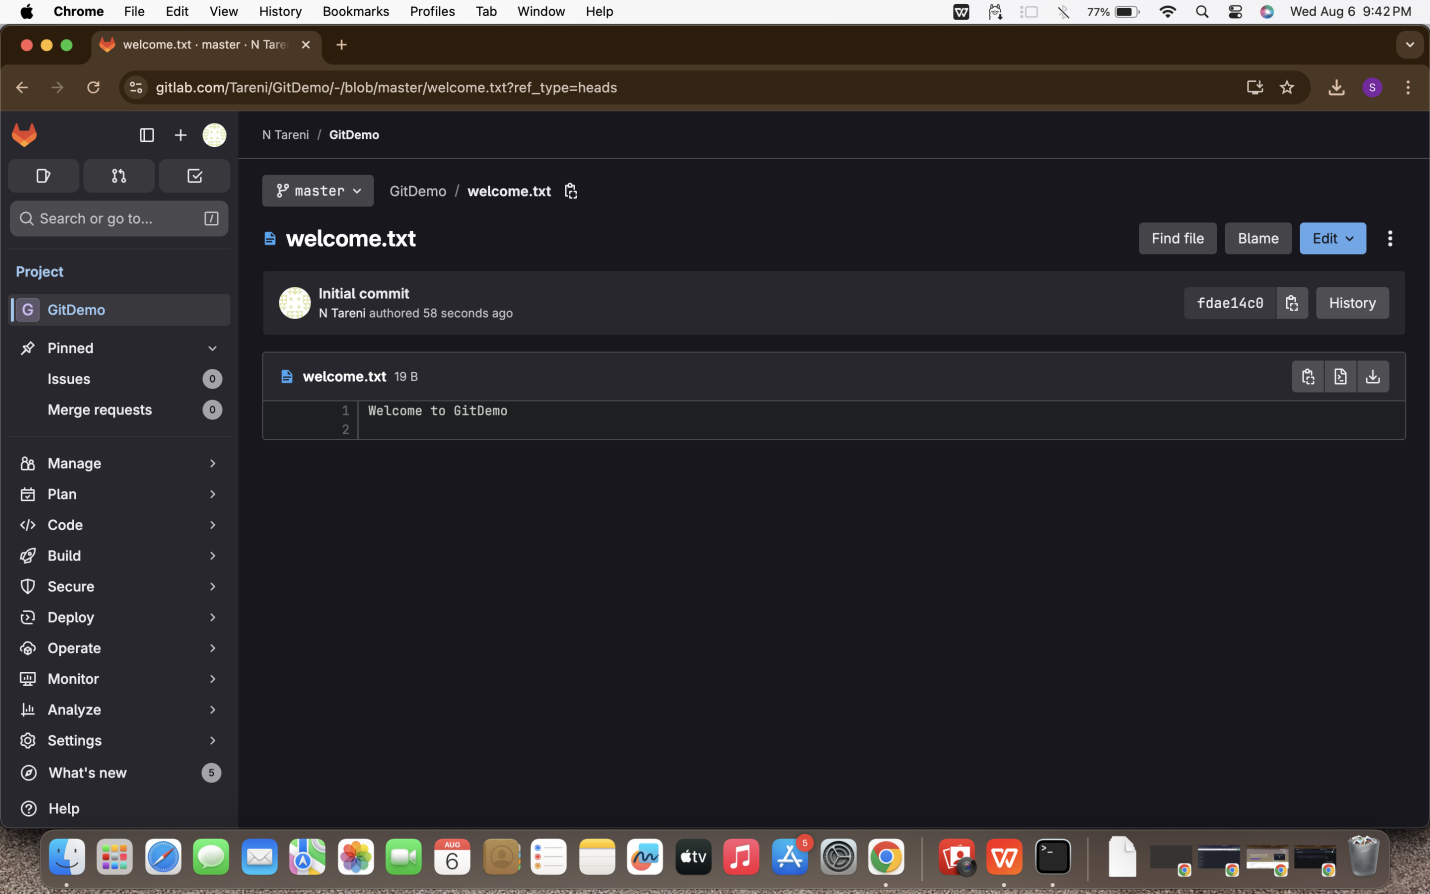 Chrome File Edit View History Bookmarks Profiles Tab Window Help 77% Wed Aug 6 9:42 PM
welcome.txt · master · N Tare
gitlab.com/Tareni/GitDemo/-/blob/master/welcome.txt?ref_type=heads
S
N Tareni / GitDemo
Search or go to... /
Project
G GitDemo
Pinned
Issues 0
Merge requests 0
Manage
Plan
Code
Build
Secure
Deploy
Operate
Monitor
Analyze
Settings
What's new 5
Help
master GitDemo / welcome.txt
welcome.txt Find file Blame Edit
Initial commit
N Tareni authored 58 seconds ago
fdae14c0 History
welcome.txt 19 B
1 Welcome to GitDemo
2
AUG
6
tv
5